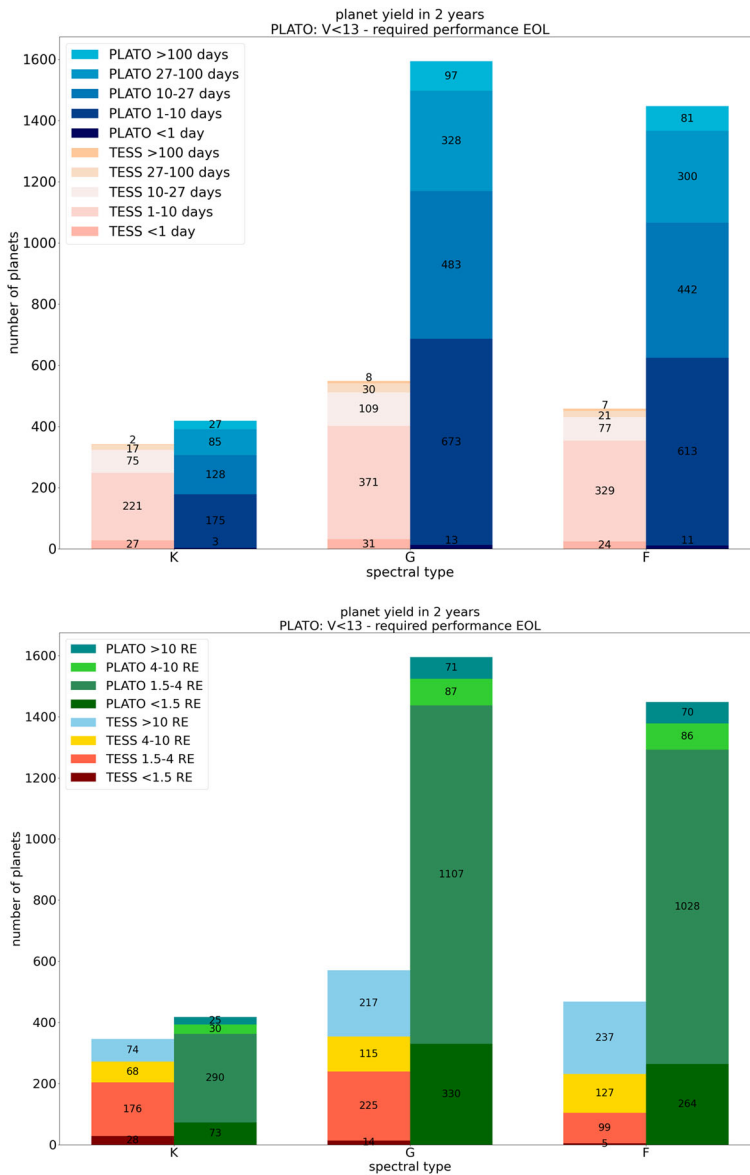 planet yield in 2 years
PLATO: V<13 - required performance EOL
number of planets
1600
1400
1200
1000
800
600
400
200
0
PLATO >100 days
PLATO 27-100 days
PLATO 10-27 days
PLATO 1-10 days
PLATO <1 day
TESS >100 days
TESS 27-100 days
TESS 10-27 days
TESS 1-10 days
TESS <1 day
2
17
75
221
27
27
85
128
175
3
8
30
109
371
31
97
328
483
673
13
7
21
77
329
24
81
300
442
613
11
K G F
spectral type
planet yield in 2 years
PLATO: V<13 - required performance EOL
number of planets
1600
1400
1200
1000
800
600
400
200
0
PLATO >10 RE
PLATO 4-10 RE
PLATO 1.5-4 RE
PLATO <1.5 RE
TESS >10 RE
TESS 4-10 RE
TESS 1.5-4 RE
TESS <1.5 RE
74
68
176
28
25
30
290
73
217
115
225
14
71
87
1107
330
237
127
99
5
70
86
1028
264
K G F
spectral type